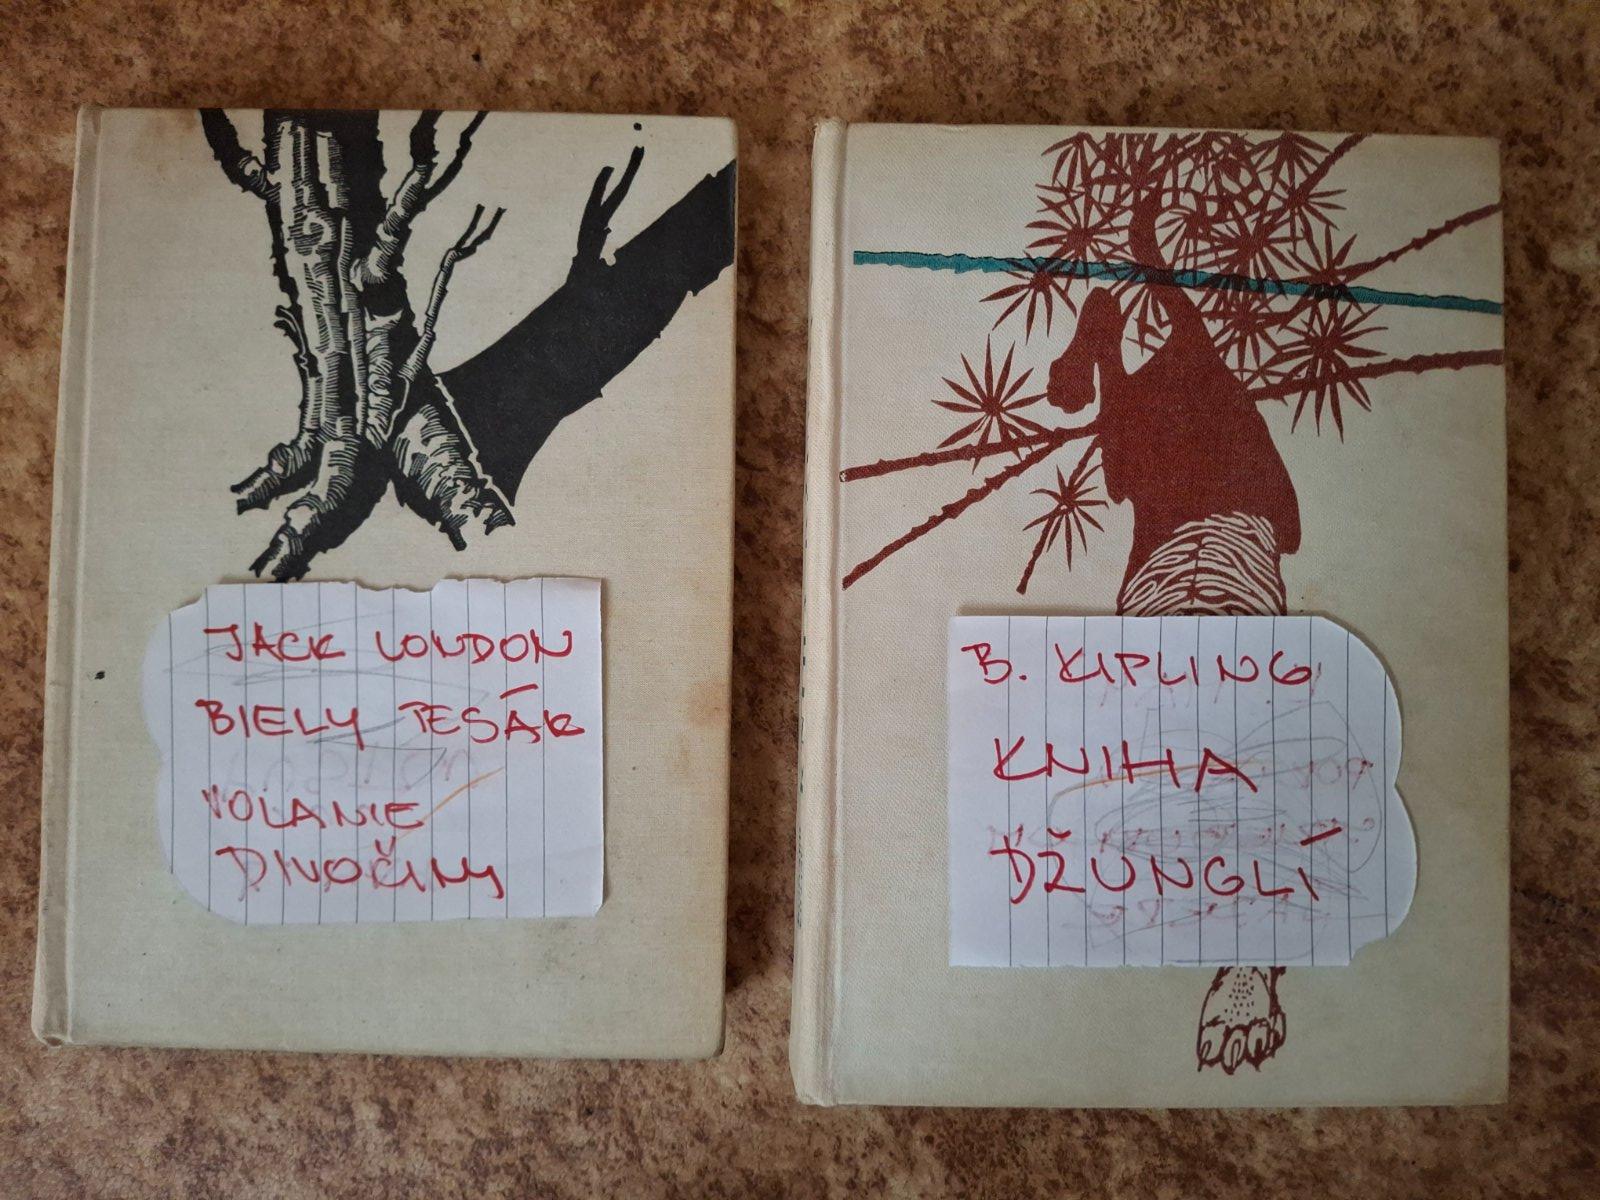 JACK LONDON
BIELY TESÁK
VOLANIE
DIVOČINY
B. KIPLING
KNIHA
DŽUNGLÍ